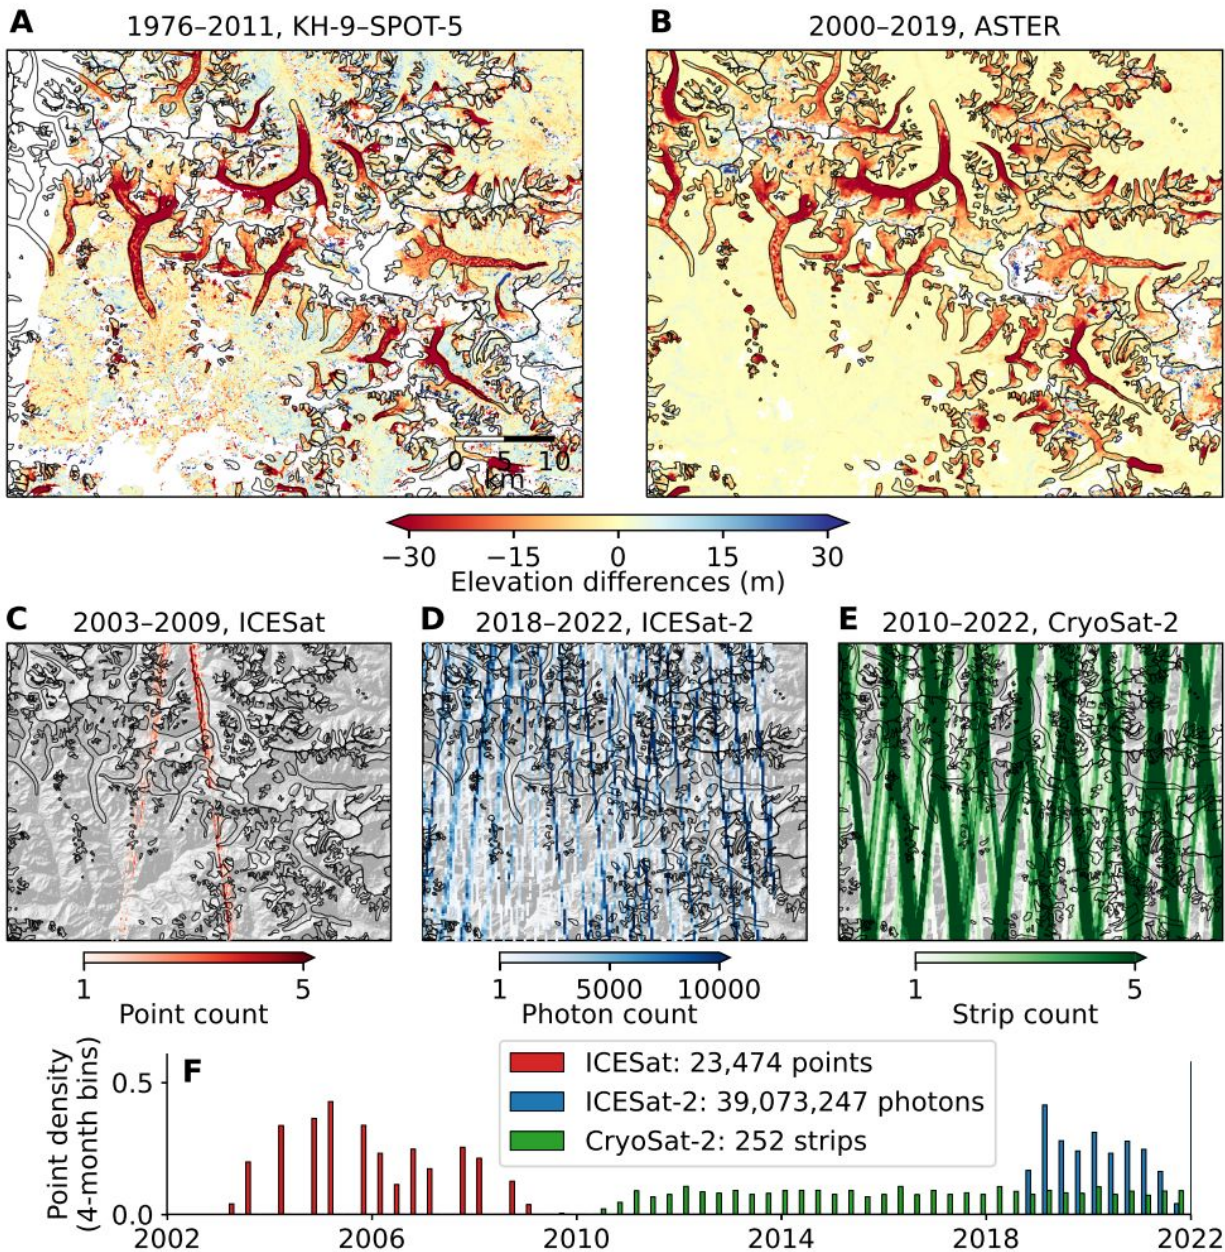 A
1976–2011, KH-9–SPOT-5
B
2000–2019, ASTER
0 5 10
km
−30 −15 0 15 30
Elevation differences (m)
C
2003–2009, ICESat
D
2018–2022, ICESat-2
E
2010–2022, CryoSat-2
1 5
Point count
1 5000 10000
Photon count
1 5
Strip count
F
Point density
(4-month bins)
0.5
0.0
ICESat: 23,474 points
ICESat-2: 39,073,247 photons
CryoSat-2: 252 strips
2002 2006 2010 2014 2018 2022